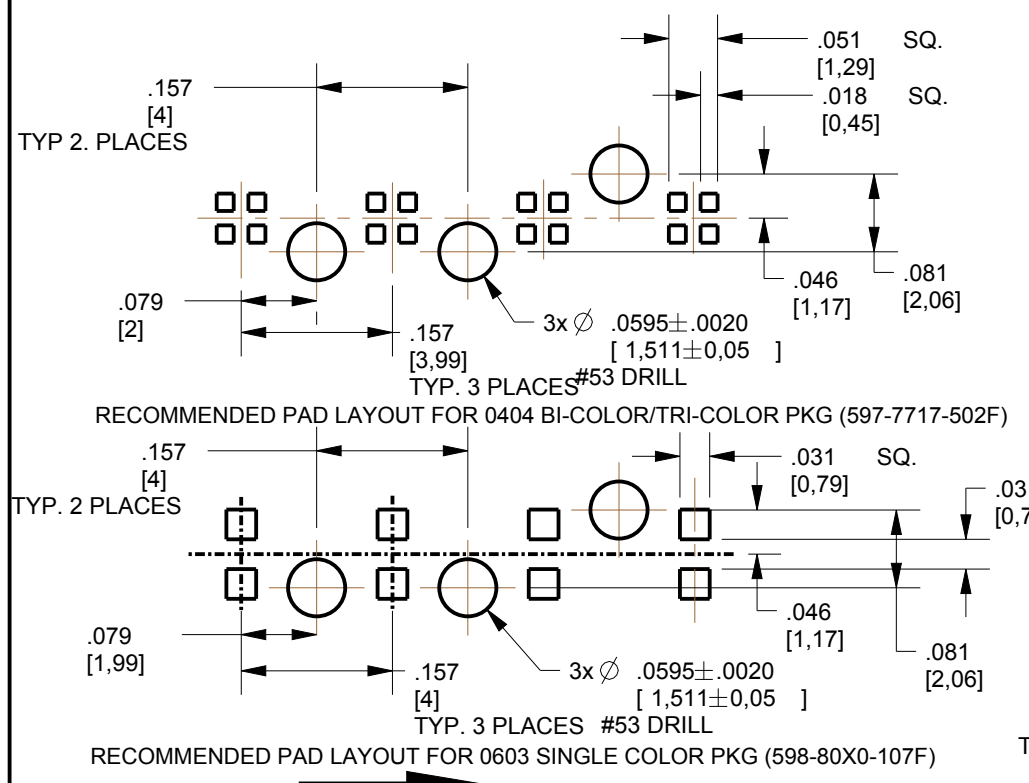 .051 SQ.
[1,29]
.018 SQ.
[0,45]
.157
[4]
TYP 2. PLACES
.046
[1,17]
.081
[2,06]
.079
[2]
.157
[3,99]
TYP. 3 PLACES
3x ∅ .0595±.0020
[ 1,511±0,05 ]
#53 DRILL
RECOMMENDED PAD LAYOUT FOR 0404 BI-COLOR/TRI-COLOR PKG (597-7717-502F)
.157
[4]
TYP. 2 PLACES
.031 SQ.
[0,79]
.03
[0,7
.046
[1,17]
.081
[2,06]
.079
[1,99]
.157
[4]
TYP. 3 PLACES
3x ∅ .0595±.0020
[ 1,511±0,05 ]
#53 DRILL
RECOMMENDED PAD LAYOUT FOR 0603 SINGLE COLOR PKG (598-80X0-107F)
T